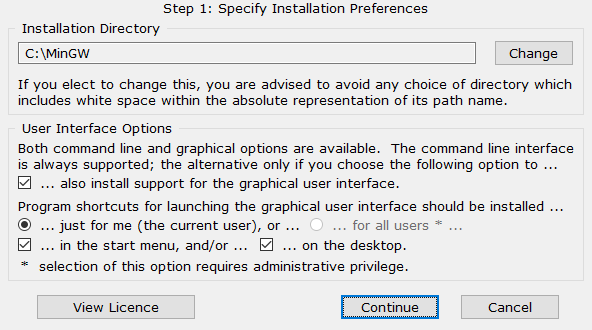 Step 1: Specify Installation Preferences
Installation Directory
C:\MinGW
Change
If you elect to change this, you are advised to avoid any choice of directory which
includes white space within the absolute representation of its path name.
User Interface Options
Both command line and graphical options are available.  The command line interface
is always supported; the alternative only if you choose the following option to ...
... also install support for the graphical user interface.
Program shortcuts for launching the graphical user interface should be installed ...
... just for me (the current user), or ... ... for all users * ...
... in the start menu, and/or ... ... on the desktop.
* selection of this option requires administrative privilege.
View Licence Continue Cancel